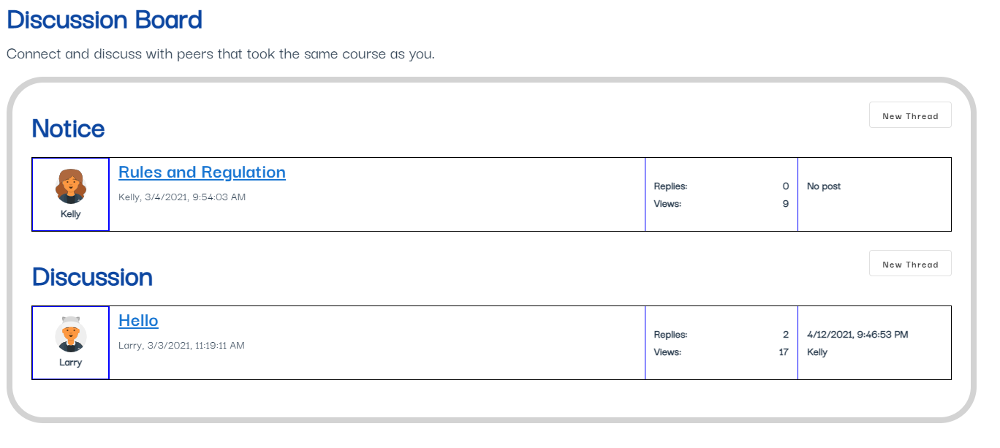 Discussion Board
Connect and discuss with peers that took the same course as you.
New Thread
Notice
Rules and Regulation
Kelly, 3/4/2021, 9:54:03 AM
Kelly
Replies: 0
Views: 9
No post
New Thread
Discussion
Hello
Larry, 3/3/2021, 11:19:11 AM
Larry
Replies: 2
Views: 17
4/12/2021, 9:46:53 PM
Kelly